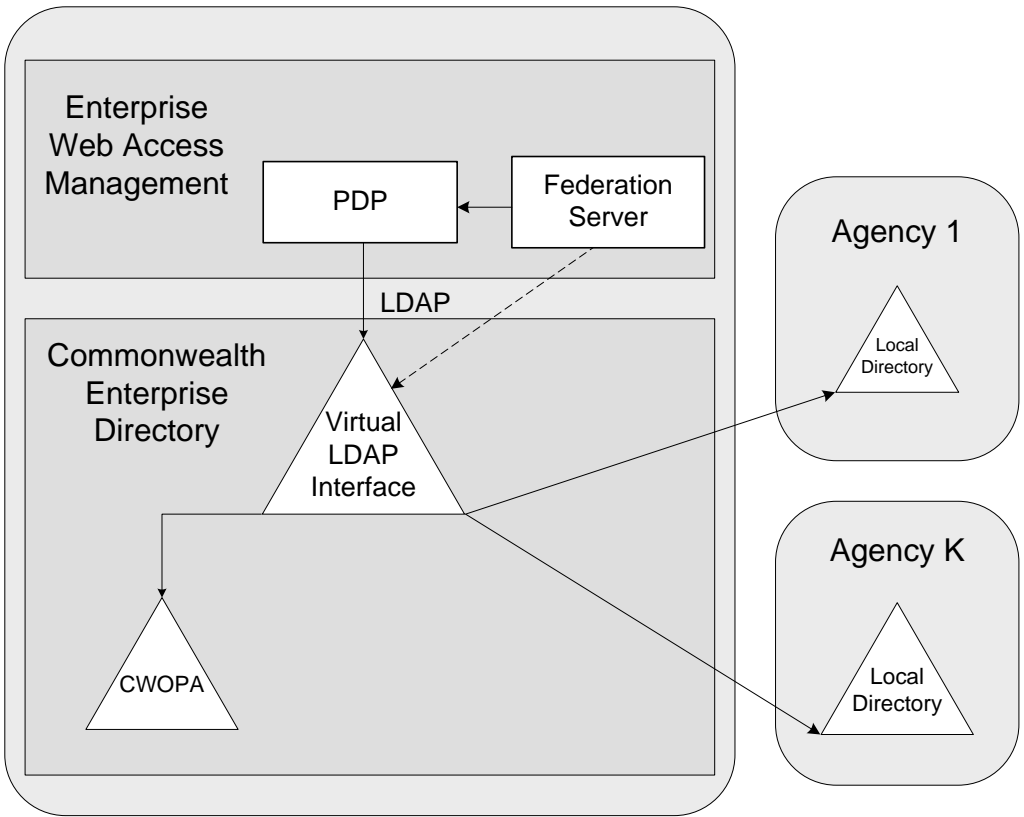 Enterprise
Web Access
Management
PDP
Federation
Server
LDAP
Commonwealth
Enterprise
Directory
Virtual
LDAP
Interface
CWOPA
Agency 1
Local
Directory
Agency K
Local
Directory